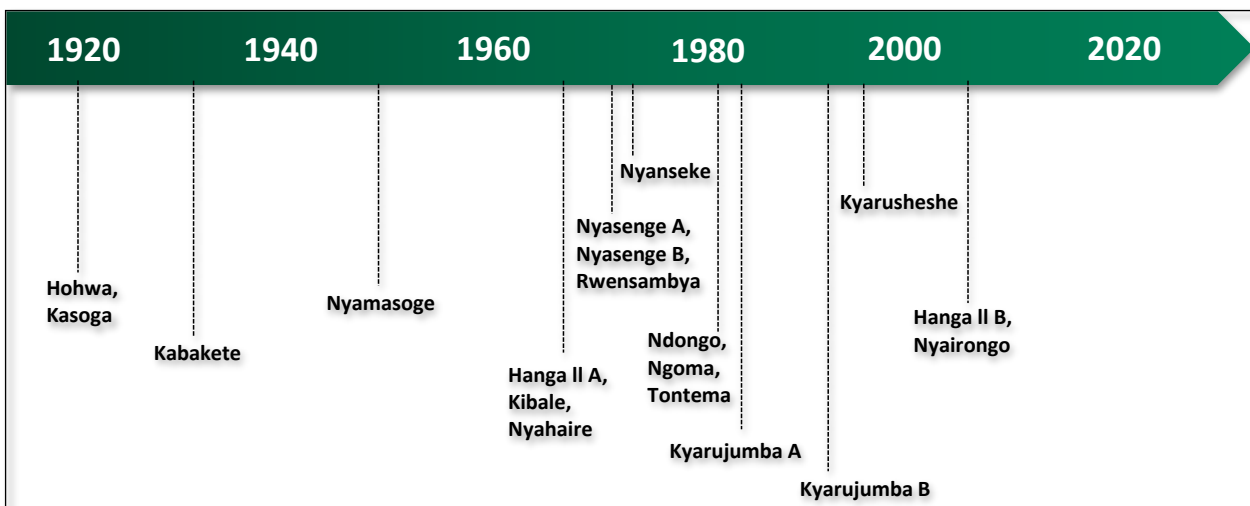 1920 1940 1960 1980 2000 2020
Hohwa,
Kasoga
Kabakete
Nyamasoge
Hanga ll A,
Kibale,
Nyahaire
Nyasenge A,
Nyasenge B,
Rwensambya
Nyanseke
Ndongo,
Ngoma,
Tontema
Kyarujumba A
Kyarujumba B
Kyarusheshe
Hanga ll B,
Nyairongo